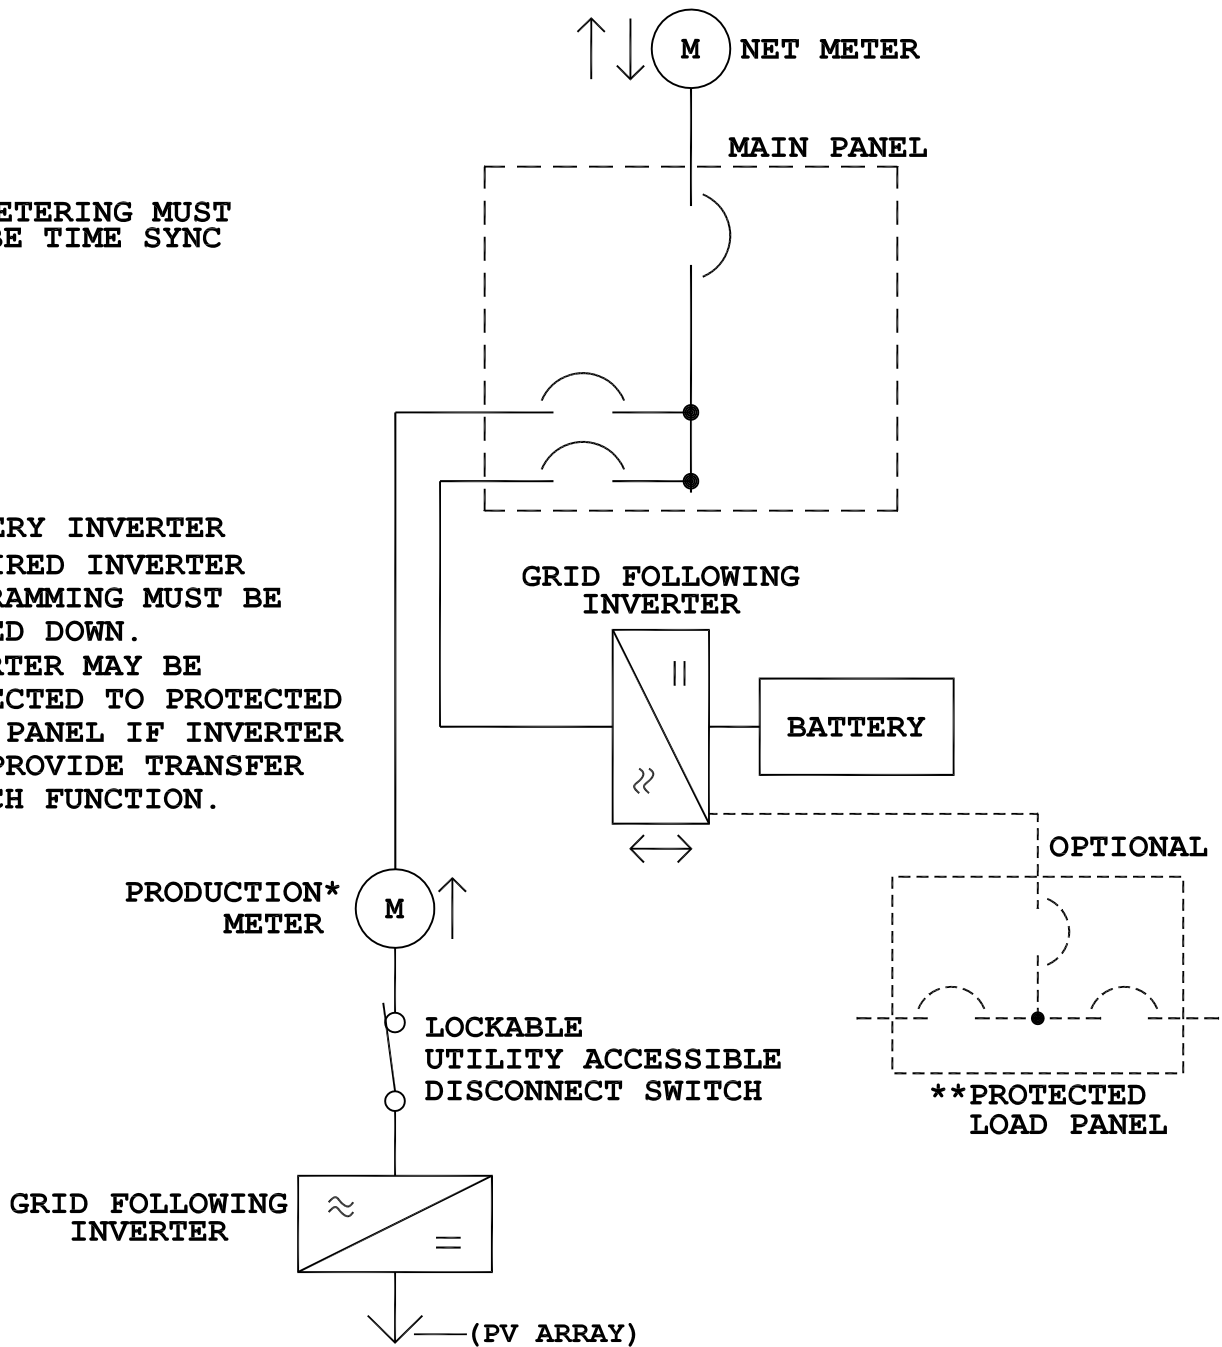 M NET METER
MAIN PANEL
ETERING MUST
BE TIME SYNC
ERY INVERTER
IRED INVERTER
RAMMING MUST BE
ED DOWN.
RTER MAY BE
ECTED TO PROTECTED
PANEL IF INVERTER
PROVIDE TRANSFER
CH FUNCTION.
GRID FOLLOWING
INVERTER
BATTERY
OPTIONAL
PRODUCTION*
METER
M
LOCKABLE
UTILITY ACCESSIBLE
DISCONNECT SWITCH
**PROTECTED
LOAD PANEL
GRID FOLLOWING
INVERTER
(PV ARRAY)